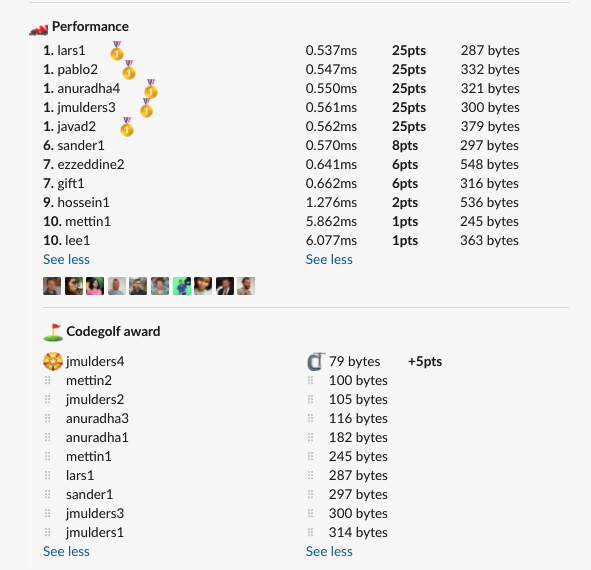 Performance
1. lars1 0.537ms 25pts 287 bytes
1. pablo2 0.547ms 25pts 332 bytes
1. anuradha4 0.550ms 25pts 321 bytes
1. jmulders3 0.561ms 25pts 300 bytes
1. javad2 0.562ms 25pts 379 bytes
6. sander1 0.570ms 8pts 297 bytes
7. ezzeddine2 0.641ms 6pts 548 bytes
7. gift1 0.662ms 6pts 316 bytes
9. hossein1 1.276ms 2pts 536 bytes
10. mettin1 5.862ms 1pts 245 bytes
10. lee1 6.077ms 1pts 363 bytes
See less See less
Codegolf award
jmulders4 79 bytes +5pts
mettin2 100 bytes
jmulders2 105 bytes
anuradha3 116 bytes
anuradha1 182 bytes
mettin1 245 bytes
lars1 287 bytes
sander1 297 bytes
jmulders3 300 bytes
jmulders1 314 bytes
See less See less